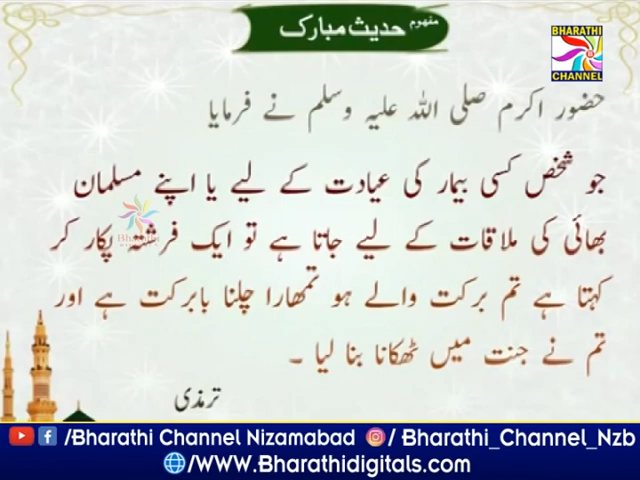 مفہوم حدیث مبارک
BHARATHI
CHANNEL
حضور اکرم صلی اللہ علیہ وسلم نے فرمایا
جو شخص کسی بیمار کی عیادت کے لیے یا اپنے مسلمان
بھائی کی ملاقات کے لیے جاتا ہے تو ایک فرشتہ پکار کر
Bharathi
کہتا ہے تم برکت والے ہو تمھارا چلنا بابرکت ہے اور
تم نے جنت میں ٹھکانا بنا لیا ۔
ترمذی
/Bharathi Channel Nizamabad / Bharathi_Channel_Nzb
/WWW.Bharathidigitals.com